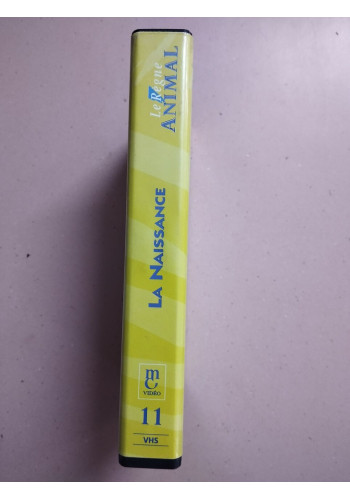 Le Règne
ANIMAL
LA NAISSANCE
mc
VIDÉO
11
VHS